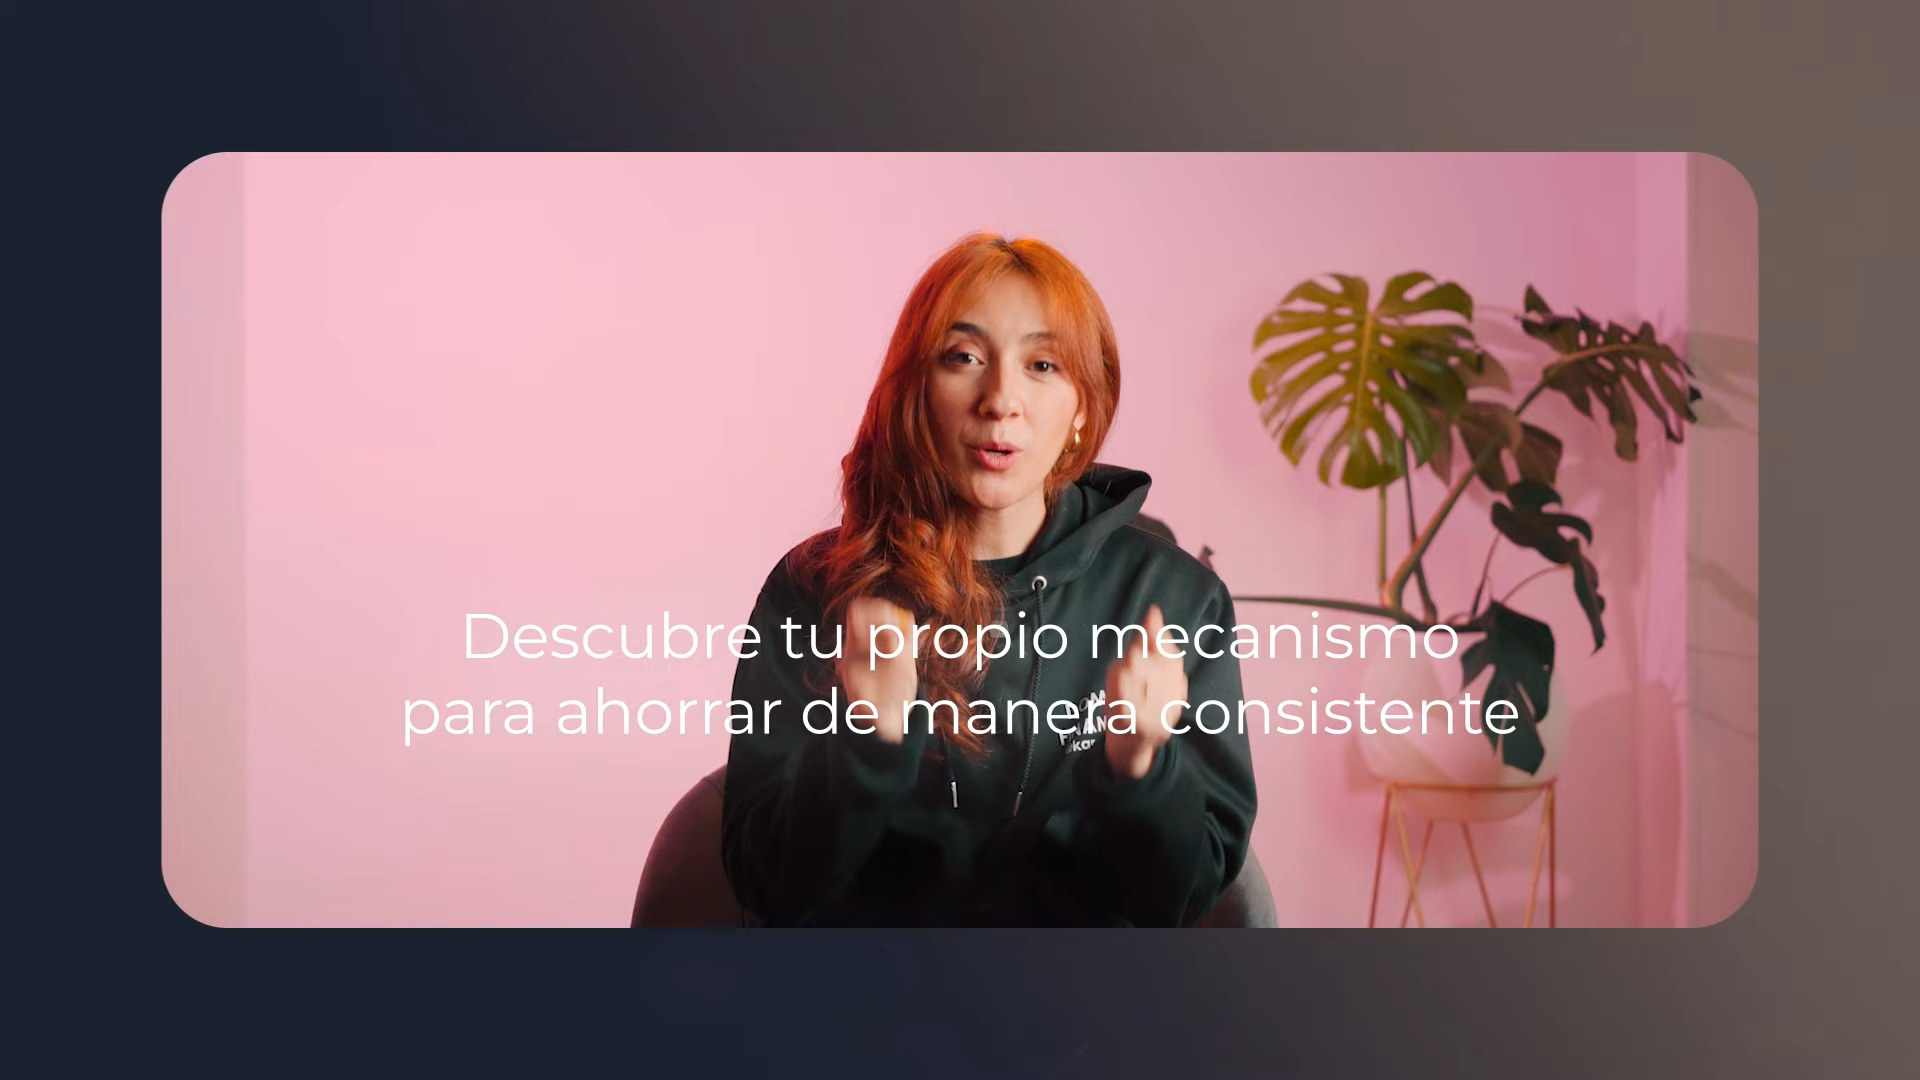 Descubre tu propio mecanismo
para ahorrar de manera consistente